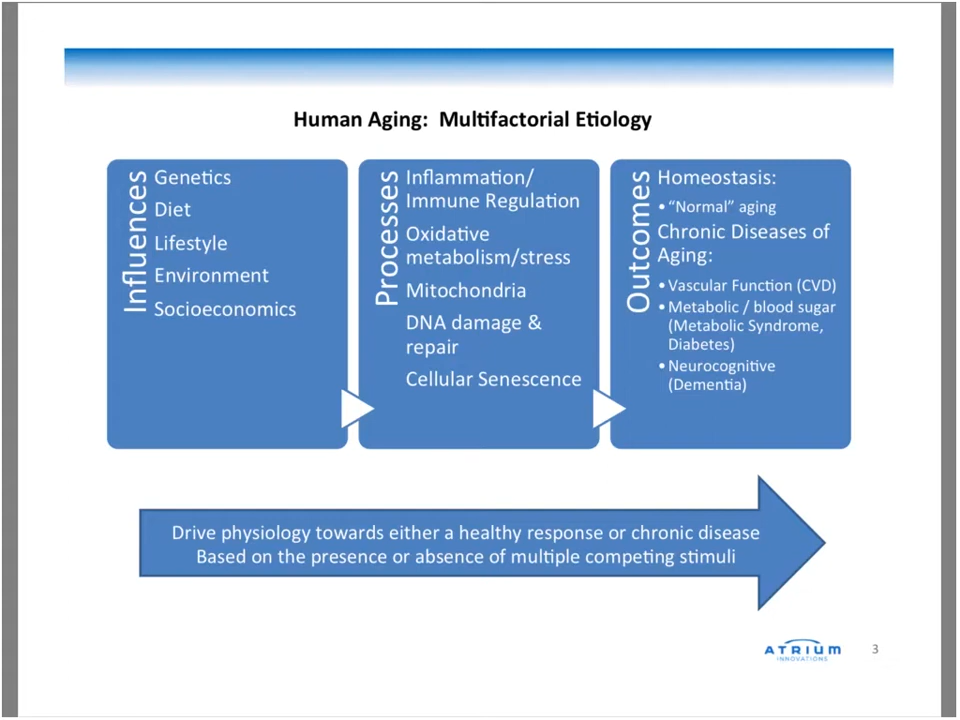 Human Aging:  Multifactorial Etiology
Influences
Genetics
Diet
Lifestyle
Environment
Socioeconomics
Processes
Inflammation/
Immune Regulation
Oxidative
metabolism/stress
Mitochondria
DNA damage &
repair
Cellular Senescence
Outcomes
Homeostasis:
•“Normal” aging
Chronic Diseases of
Aging:
•Vascular Function (CVD)
•Metabolic / blood sugar
(Metabolic Syndrome,
Diabetes)
•Neurocognitive
(Dementia)
Drive physiology towards either a healthy response or chronic disease
Based on the presence or absence of multiple competing stimuli
ATRIUM
INNOVATIONS
3